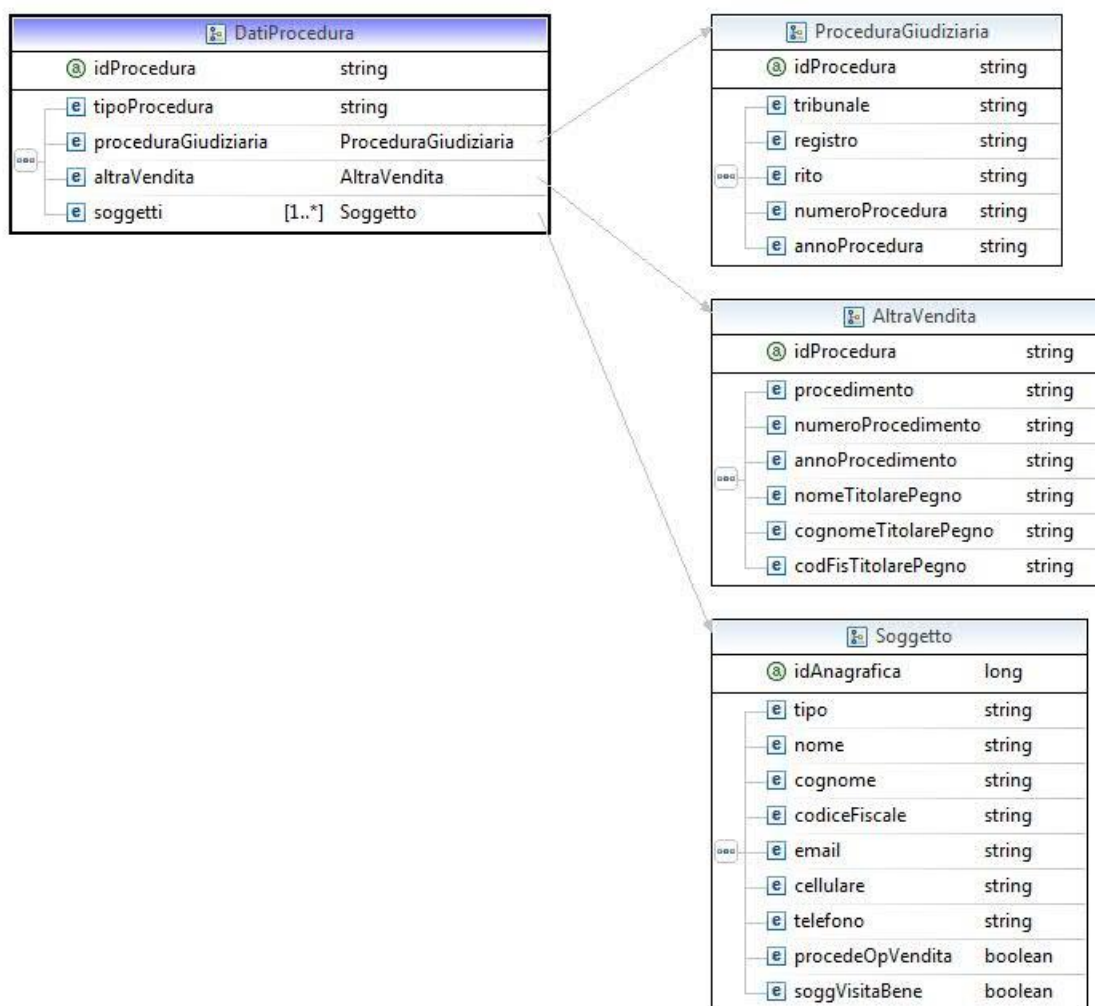 DatiProcedura
idProcedura string
tipoProcedura string
proceduraGiudiziaria ProceduraGiudiziaria
altraVendita AltraVendita
soggetti [1..*] Soggetto
ProceduraGiudiziaria
idProcedura string
tribunale string
registro string
rito string
numeroProcedura string
annoProcedura string
AltraVendita
idProcedura string
procedimento string
numeroProcedimento string
annoProcedimento string
nomeTitolarePegno string
cognomeTitolarePegno string
codFisTitolarePegno string
Soggetto
idAnagrafica long
tipo string
nome string
cognome string
codiceFiscale string
email string
cellulare string
telefono string
procedeOpVendita boolean
soggVisitaBene boolean